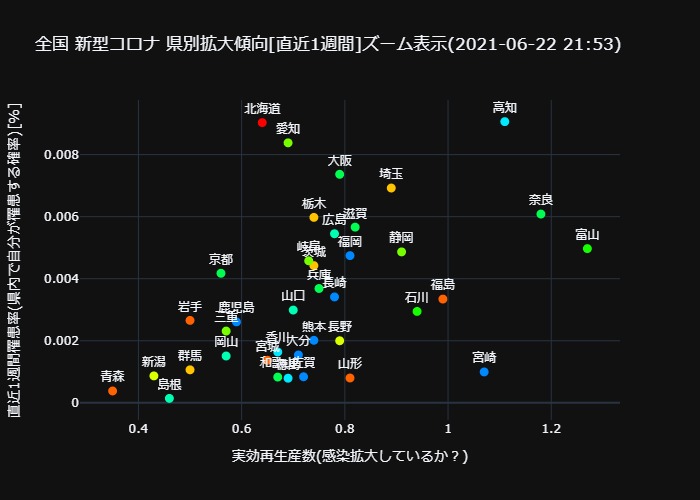 全国 新型コロナ 県別拡大傾向[直近1週間]ズーム表示(2021-06-22 21:53)
直近1週間罹患率(県内で自分が罹患する確率)[%]
北海道
高知
愛知
0.008
大阪
埼玉
栃木
奈良
0.006
広島
滋賀
富山
静岡
福岡
岐阜
茨城
京都
0.004
兵庫
長崎
福島
山口
石川
岩手
鹿児島
三重
0.002
熊本
長野
香川
大分
岡山
宮城
群馬
宮崎
新潟
和歌山
佐賀
山形
青森
島根
0
0.4
0.6
0.8
1
1.2
実効再生産数(感染拡大しているか？)